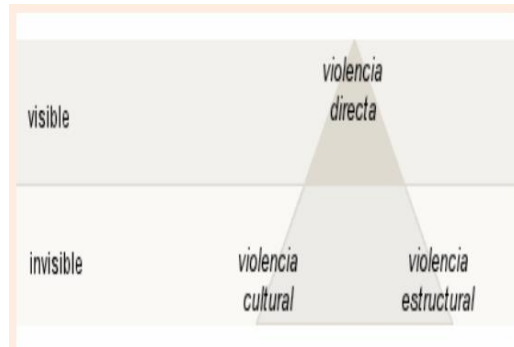 violencia
directa
visible
invisible
violencia
cultural
violencia
estructural